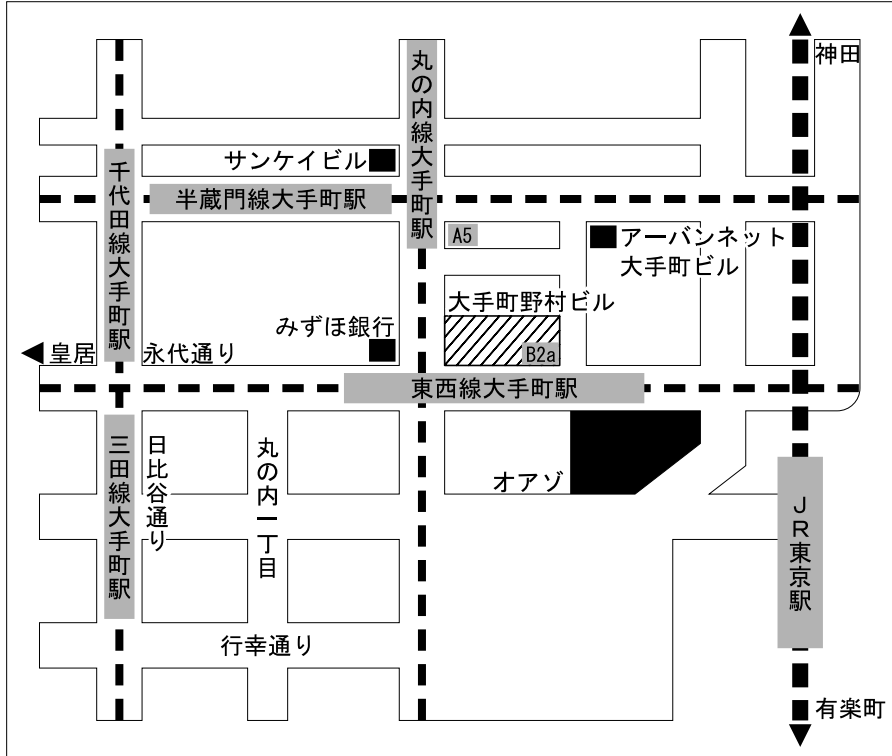 神田
丸の内線大手町駅
サンケイビル
千代田線大手町駅
半蔵門線大手町駅
A5
アーバンネット
大手町ビル
大手町野村ビル
みずほ銀行
B2a
皇居
永代通り
東西線大手町駅
三田線大手町駅
日比谷通り
丸の内一丁目
オアゾ
JR東京駅
行幸通り
有楽町